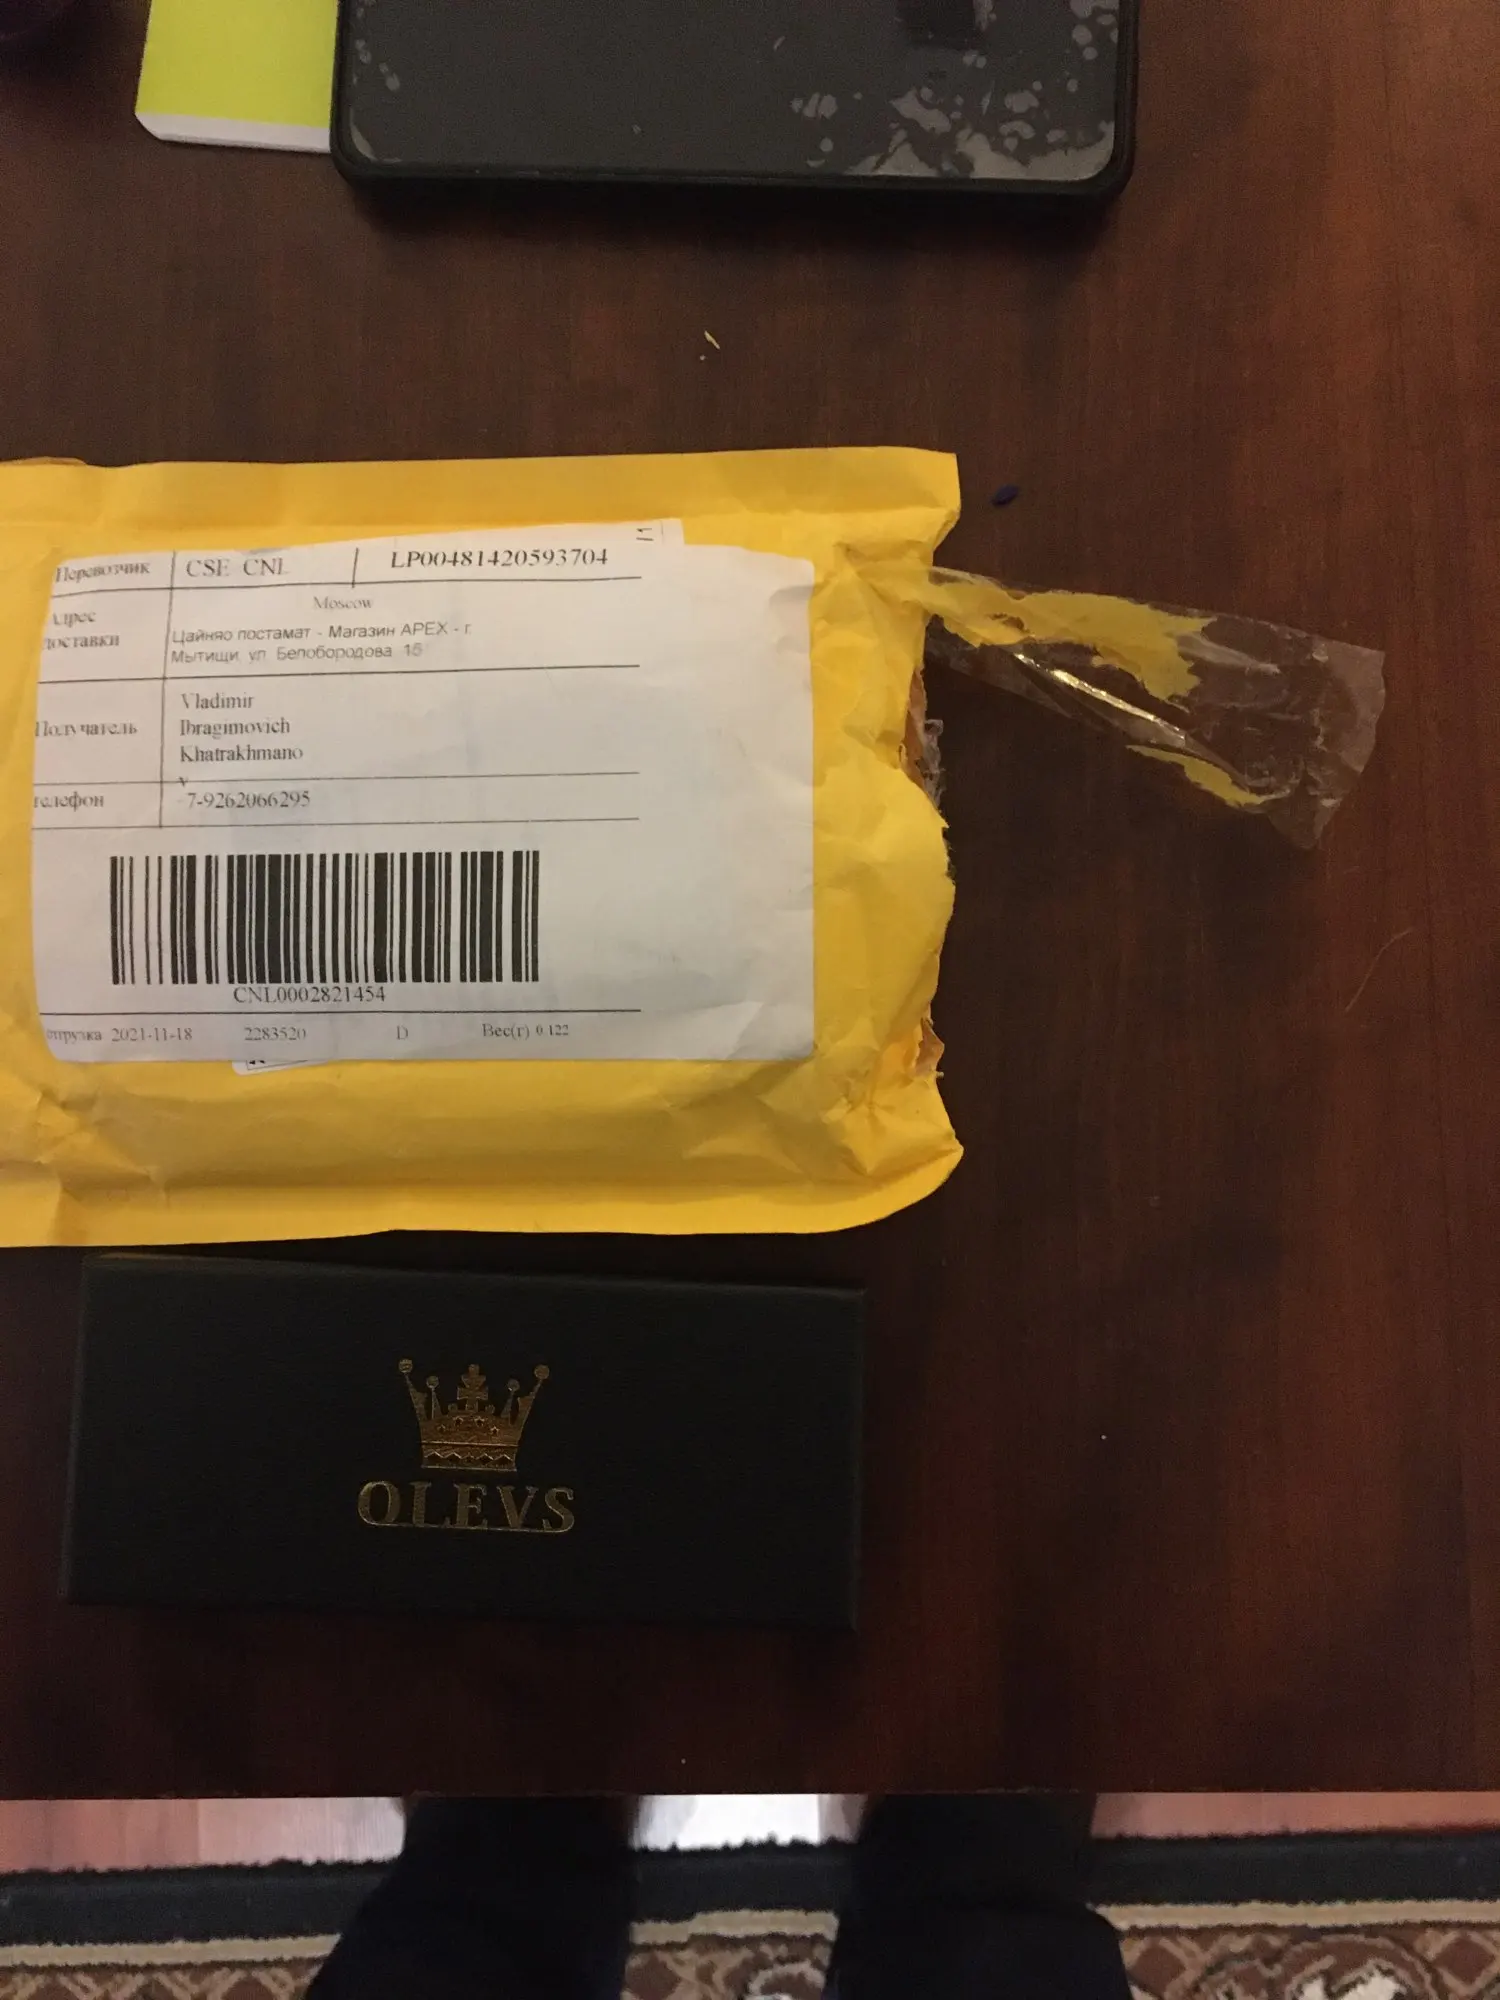 Перевозчик CSE CNL LP00481420593704
Адрес доставки
Moscow
Цайняо постамат - Магазин APEX - г.
Мытищи ул Белобородова 15
Получатель
Vladimir
Ibragimovich
Khatrakhmano
v
телефон 7-9262066295
CNL0002821454
отгрузка 2021-11-18 2283520 D Вес(г) 0.122
OLEVS